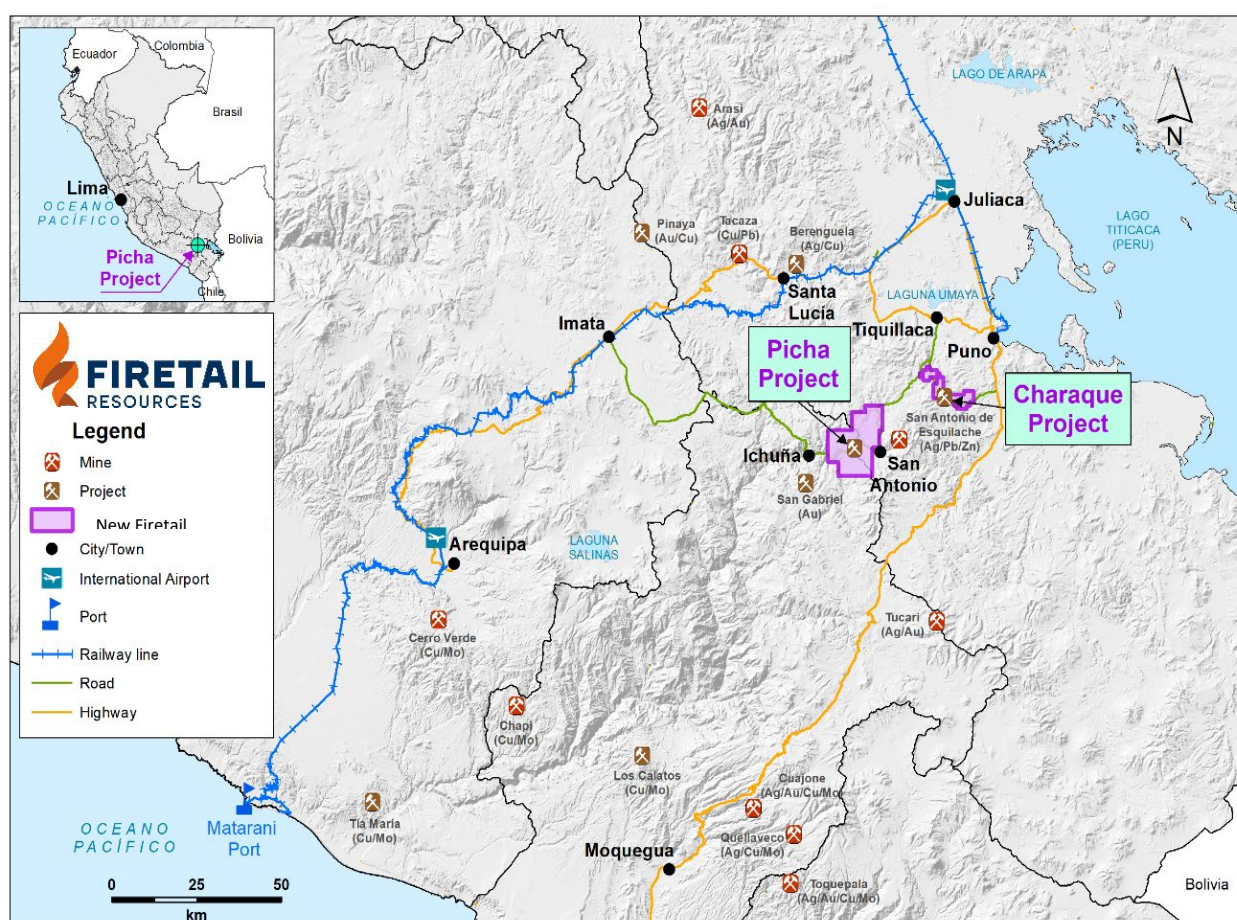 Ecuador
Colombia
Brasil
Lima
OCEANO
PACÍFICO
Bolivia
Picha
Project
Chile
FIRETAIL
RESOURCES
Legend
Mine
Project
New Firetail
City/Town
International Airport
Port
Railway line
Road
Highway
LAGO DE ARAPA
Arasi
(Ag/Au)
N
Juliaca
LAGO
TITICACA
(PERU)
Pinaya
(Au/Cu)
Tacaza
(Cu/Pb)
Berenguela
(Ag/Cu)
Santa
Lucía
LAGUNA UMAYA
Imata
Tiquillaca
Puno
Picha
Project
Charaque
Project
San Antonio de
Esquilache
(Ag/Pb/Zn)
Ichuña
San
Antonio
San Gabriel
(Au)
LAGUNA
SALINAS
Arequipa
Cerro Verde
(Cu/Mo)
Tucari
(Ag/Au)
Chapi
(Cu/Mo)
Los Calatos
(Cu/Mo)
Cuajone
(Ag/Au/Cu/Mo)
Tía María
(Cu/Mo)
Quellaveco
(Ag/Cu/Mo)
OCEANO
PACÍFICO
Matarani
Port
Moquegua
Toquepala
(Ag/Au/Cu/Mo)
Bolivia
0 25 50
km